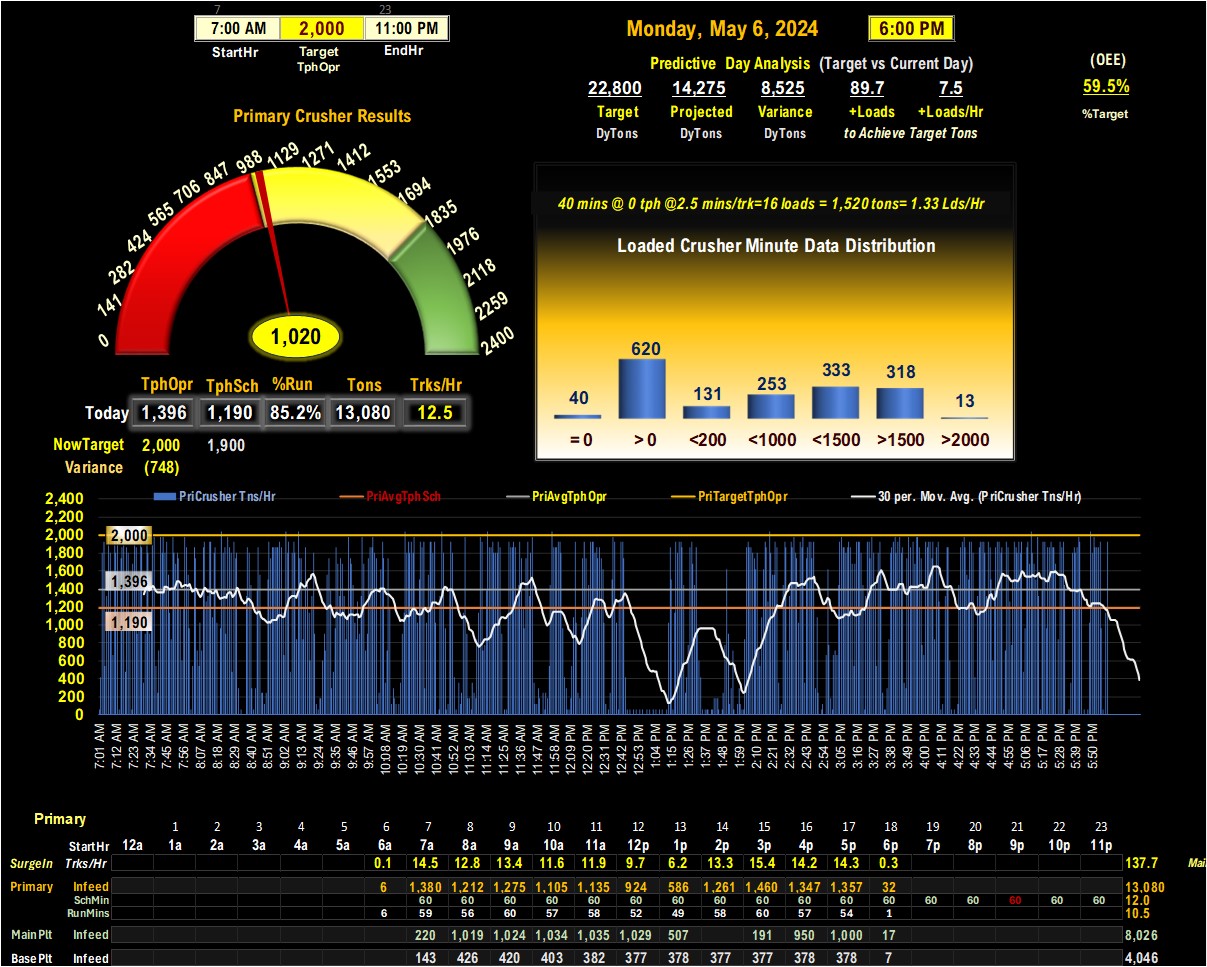 7 23
7:00 AM 2,000 11:00 PM
StartHr Target EndHr
TphOpr
Monday, May 6, 2024 6:00 PM
Predictive Day Analysis (Target vs Current Day) (OEE)
22,800 14,275 8,525 89.7 7.5 59.5%
Target Projected Variance +Loads +Loads/Hr %Target
DyTons DyTons DyTons to Achieve Target Tons
Primary Crusher Results
0 141 282 424 565 706 847 988 1129 1271 1412 1553 1694 1835 1976 2118 2259 2400
1,020
TphOpr TphSch %Run Tons Trks/Hr
Today 1,396 1,190 85.2% 13,080 12.5
NowTarget 2,000 1,900
Variance (748)
40 mins @ 0 tph @2.5 mins/trk=16 loads = 1,520 tons= 1.33 Lds/Hr
Loaded Crusher Minute Data Distribution
40 620 131 253 333 318 13
= 0 > 0 <200 <1000 <1500 >1500 >2000
PriCrusher Tns/Hr PriAvgTphSch PriAvgTphOpr PriTargetTphOpr 30 per. Mov. Avg. (PriCrusher Tns/Hr)
2,400
2,200
2,000 2,000
1,800
1,600
1,396
1,400
1,200
1,190
1,000
800
600
400
200
0
7:01 AM 7:12 AM 7:23 AM 7:34 AM 7:45 AM 7:56 AM 8:07 AM 8:18 AM 8:29 AM 8:40 AM 8:51 AM 9:02 AM 9:13 AM 9:24 AM 9:35 AM 9:46 AM 9:57 AM 10:08 AM 10:19 AM 10:30 AM 10:41 AM 10:52 AM 11:03 AM 11:14 AM 11:25 AM 11:36 AM 11:47 AM 11:58 AM 12:09 PM 12:20 PM 12:31 PM 12:42 PM 12:53 PM 1:04 PM 1:15 PM 1:26 PM 1:37 PM 1:48 PM 1:59 PM 2:10 PM 2:21 PM 2:32 PM 2:43 PM 2:54 PM 3:05 PM 3:16 PM 3:27 PM 3:38 PM 3:49 PM 4:00 PM 4:11 PM 4:22 PM 4:33 PM 4:44 PM 4:55 PM 5:06 PM 5:17 PM 5:28 PM 5:39 PM 5:50 PM
Primary
1 2 3 4 5 6 7 8 9 10 11 12 13 14 15 16 17 18 19 20 21 22 23
StartHr 12a 1a 2a 3a 4a 5a 6a 7a 8a 9a 10a 11a 12p 1p 2p 3p 4p 5p 6p 7p 8p 9p 10p 11p
SurgeIn Trks/Hr 0.1 14.5 12.8 13.4 11.6 11.9 9.7 6.2 13.3 15.4 14.2 14.3 0.3 137.7
Primary Infeed 6 1,380 1,212 1,275 1,105 1,135 924 586 1,261 1,460 1,347 1,357 32 13,080
SchMin 60 60 60 60 60 60 60 60 60 60 60 60 60 60 60 60 60 12.0
RunMins 6 59 56 60 57 58 52 49 58 60 57 54 1 10.5
MainPlt Infeed 220 1,019 1,024 1,034 1,035 1,029 507 191 950 1,000 17 8,026
BasePlt Infeed 143 426 420 403 382 377 378 377 377 378 378 7 4,046